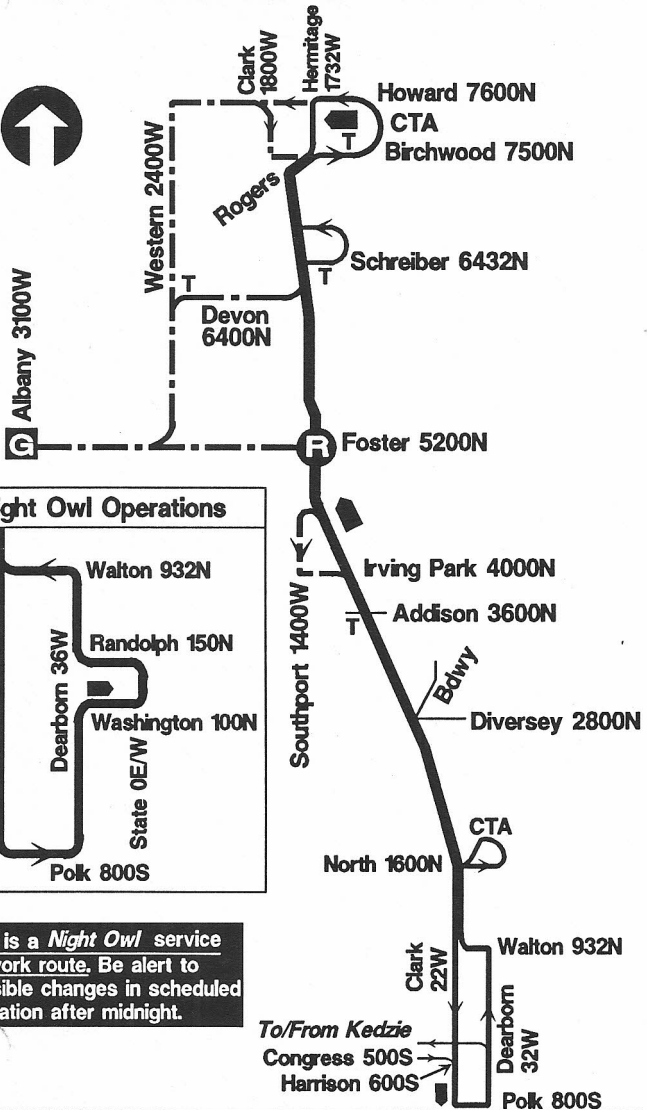 Hermitage
1732W
Clark
1800W
Howard 7600N
CTA
T
Birchwood 7500N
Rogers
Western 2400W
Schreiber 6432N
T
T
Devon
6400N
Albany 3100W
G
R
Foster 5200N
ght Owl Operations
Walton 932N
Randolph 150N
Dearborn 36W
Washington 100N
State 0E/W
Polk 800S
Irving Park 4000N
Addison 3600N
T
Southport 1400W
Bdwy
Diversey 2800N
CTA
North 1600N
Walton 932N
Clark
22W
Dearborn
32W
To/From Kedzie
Congress 500S
Harrison 600S
Polk 800S
is a Night Owl service
work route. Be alert to
sible changes in scheduled
ation after midnight.